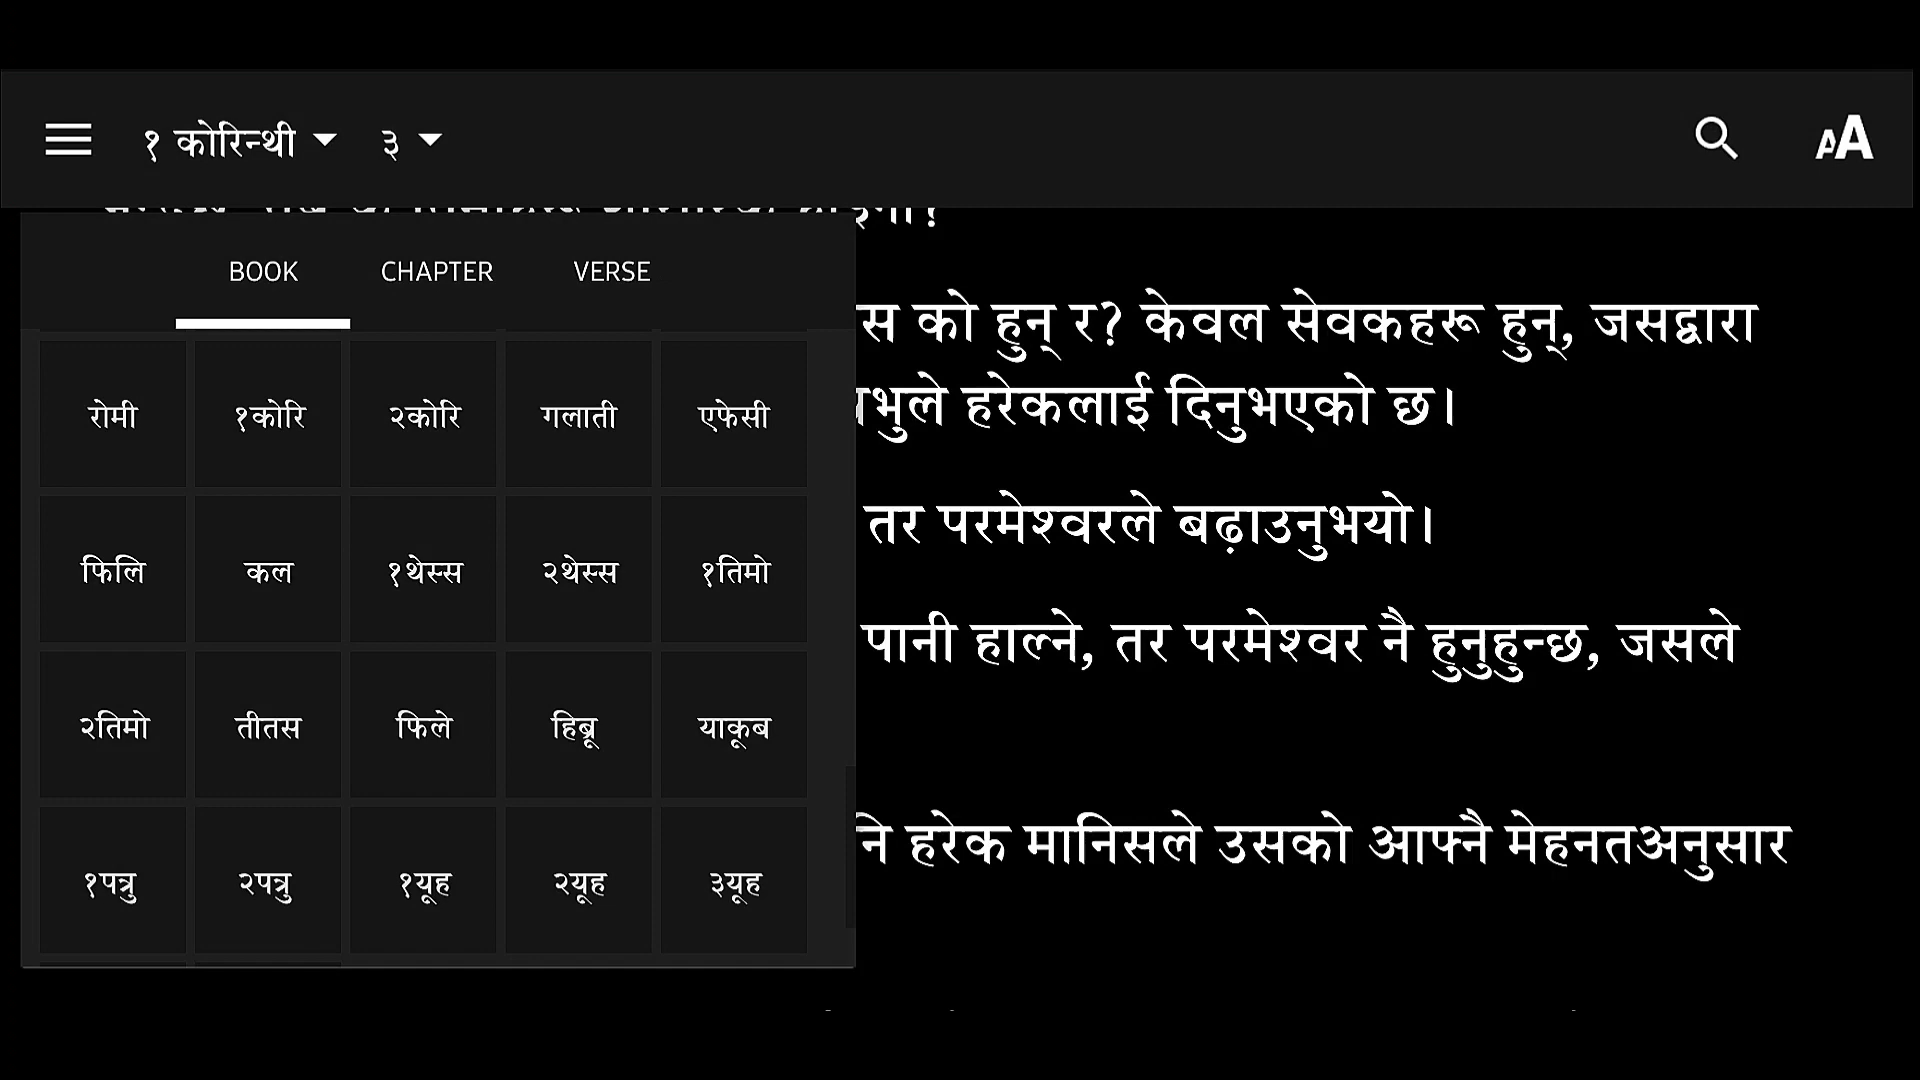 १ कोरिन्थी ३ AA
BOOK CHAPTER VERSE
रोमी १कोरि २कोरि गलाती एफेसी
फिलि कल १थेस्स २थेस्स १तिमो
२तिमो तीतस फिले हिब्रू याकूब
१पत्रु २पत्रु १यूह २यूह ३यूह
को हुन् र? केवल सेवकहरू हुन्, जसद्वारा
हरेकलाई दिनुभएको छ।
तर परमेश्वरले बढ़ाउनुभयो।
पानी हाल्ने, तर परमेश्वर नै हुनुहुन्छ, जसले
हरेक मानिसले उसको आफ्नै मेहनतअनुसार